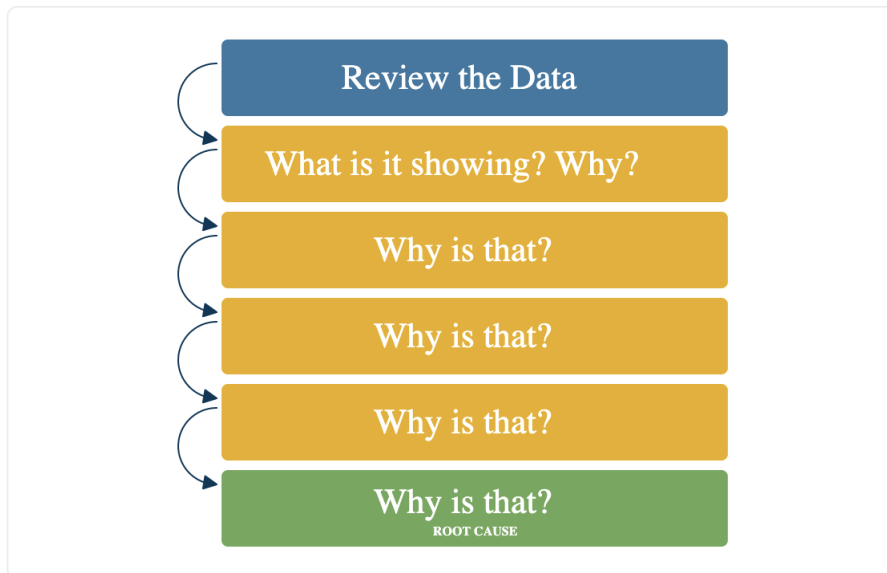 Review the Data
What is it showing? Why?
Why is that?
Why is that?
Why is that?
Why is that?
ROOT CAUSE